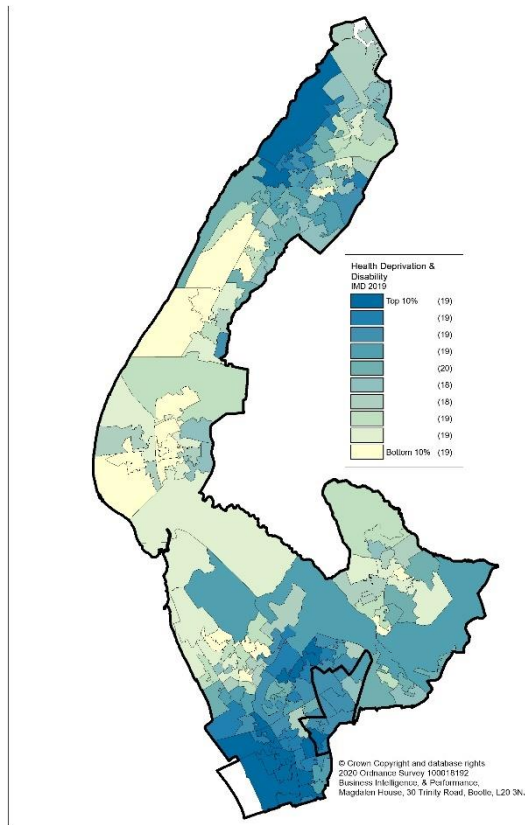 Health Deprivation &
Disability
IMD 2019
Top 10% (19)
(19)
(19)
(19)
(20)
(18)
(18)
(19)
(19)
Bottom 10% (19)
© Crown Copyright and database rights
2020 Ordnance Survey 100018192
Business Intelligence, & Performance,
Magdalen House, 30 Trinity Road, Bootle, L20 3NJ